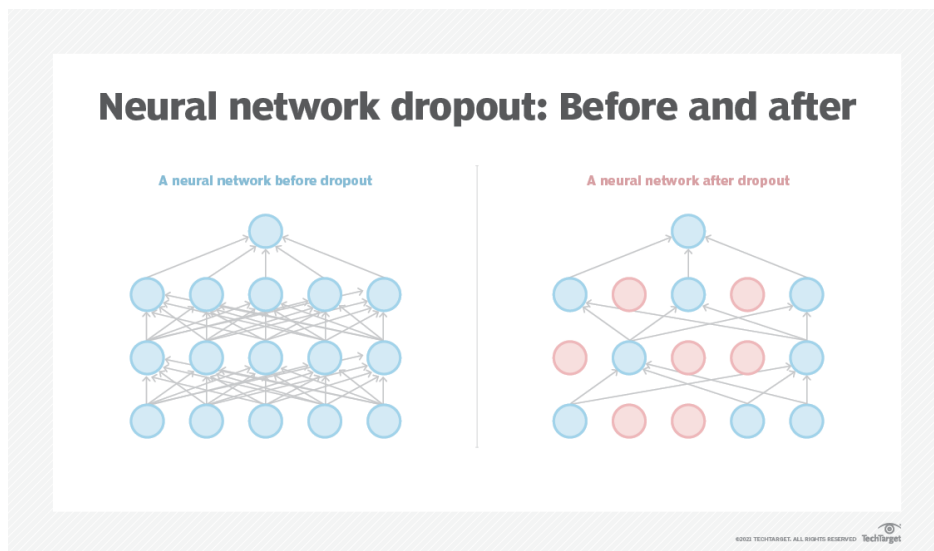 Neural network dropout: Before and after
A neural network before dropout
A neural network after dropout
©2023 TECHTARGET. ALL RIGHTS RESERVED
TechTarget